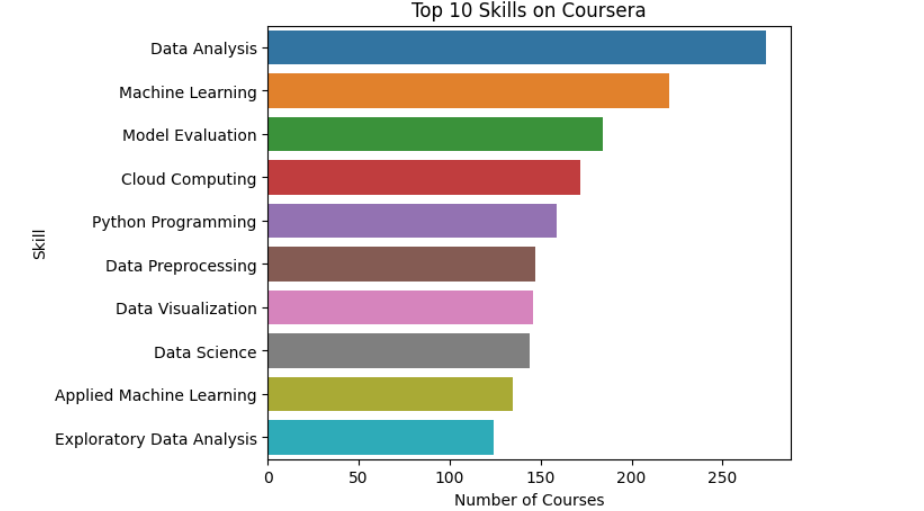 Top 10 Skills on Coursera
Data Analysis
Machine Learning
Model Evaluation
Cloud Computing
Python Programming
Data Preprocessing
Data Visualization
Data Science
Applied Machine Learning
Exploratory Data Analysis
Skill
0 50 100 150 200 250
Number of Courses